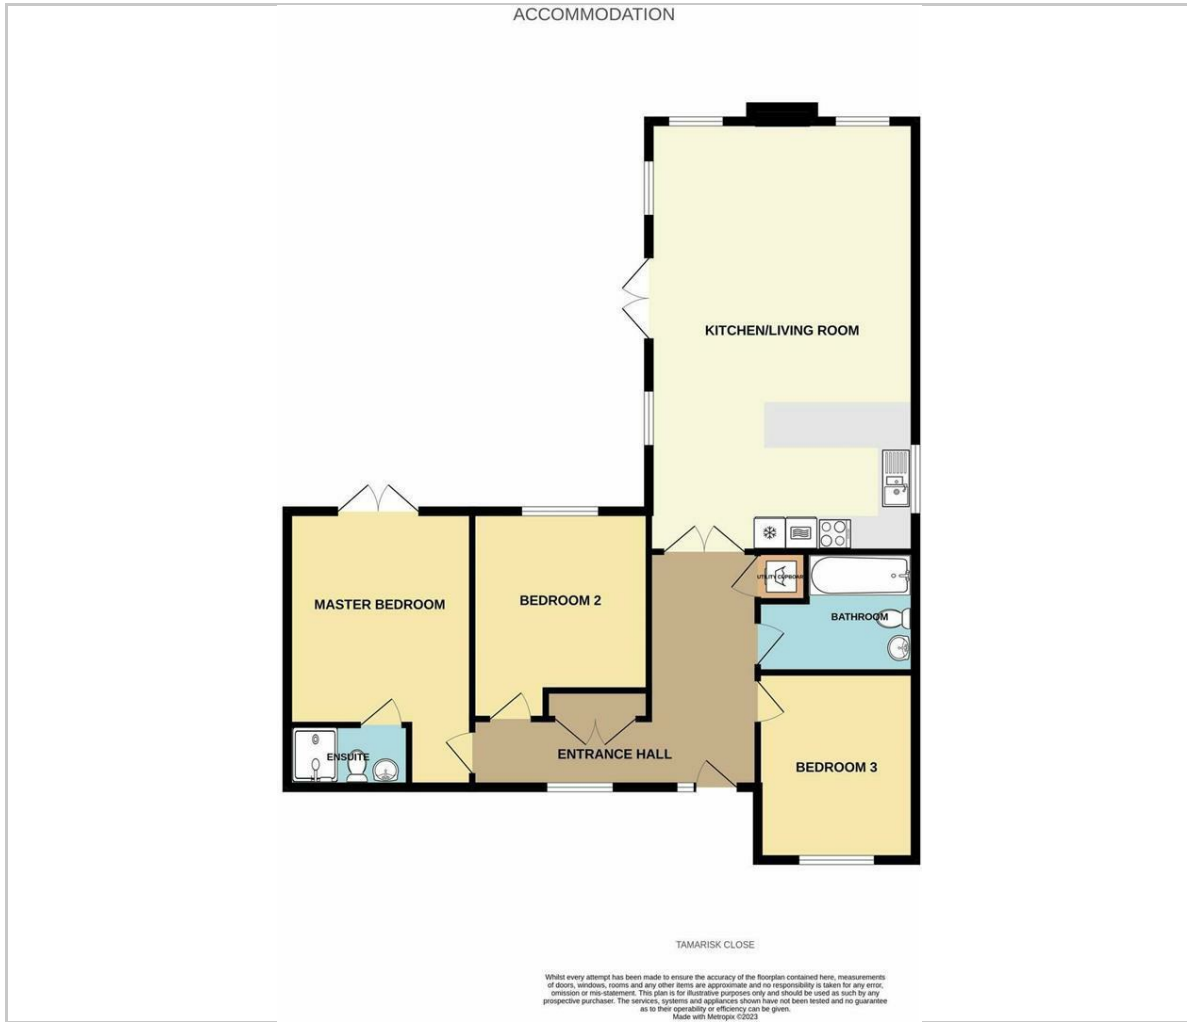 ACCOMMODATION
KITCHEN/LIVING ROOM
MASTER BEDROOM
BEDROOM 2
UTILITY CUPBOARD
BATHROOM
ENSUITE
ENTRANCE HALL
BEDROOM 3
TAMARISK CLOSE
Whilst every attempt has been made to ensure the accuracy of the floorplan contained here, measurements
of doors, windows, rooms and any other items are approximate and no responsibility is taken for any error,
omission or mis-statement. This plan is for illustrative purposes only and should be used as such by any
prospective purchaser. The services, systems and appliances shown have not been tested and no guarantee
as to their operability or efficiency can be given.
Made with Metropix ©2023